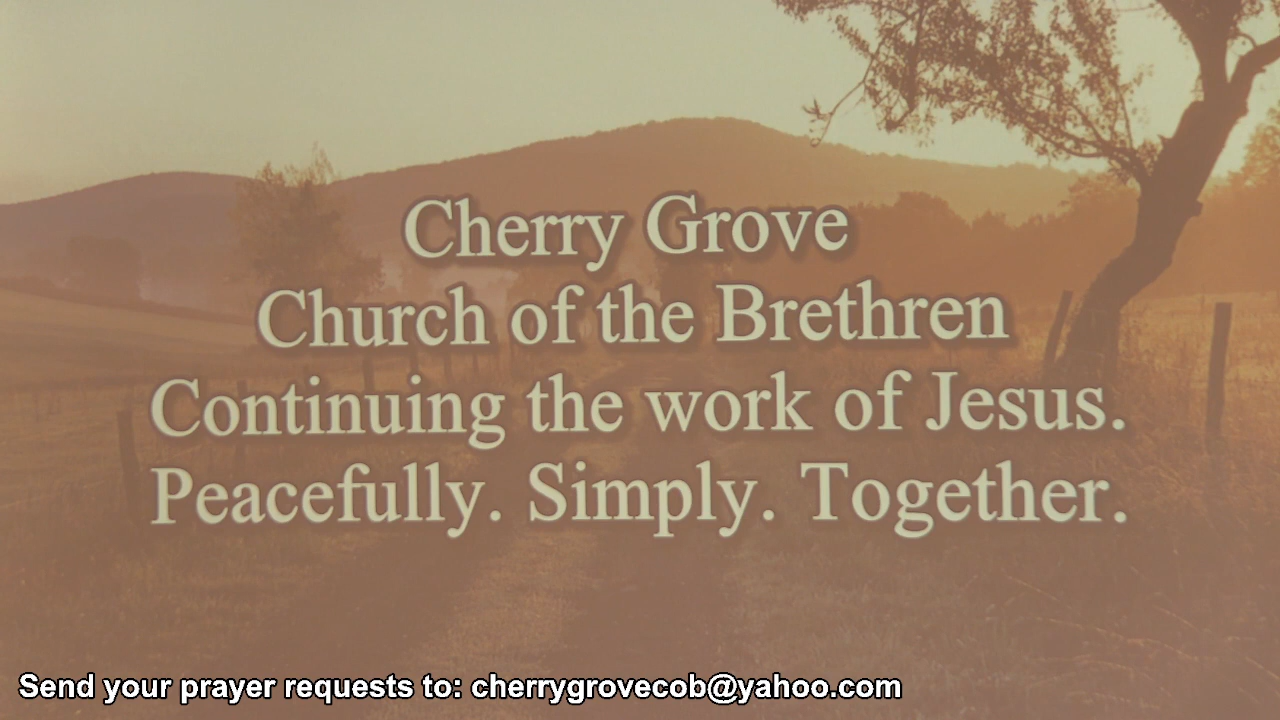 Cherry Grove
Church of the Brethren
Continuing the work of Jesus.
Peacefully. Simply. Together.
Send your prayer requests to: cherrygrovecob@yahoo.com